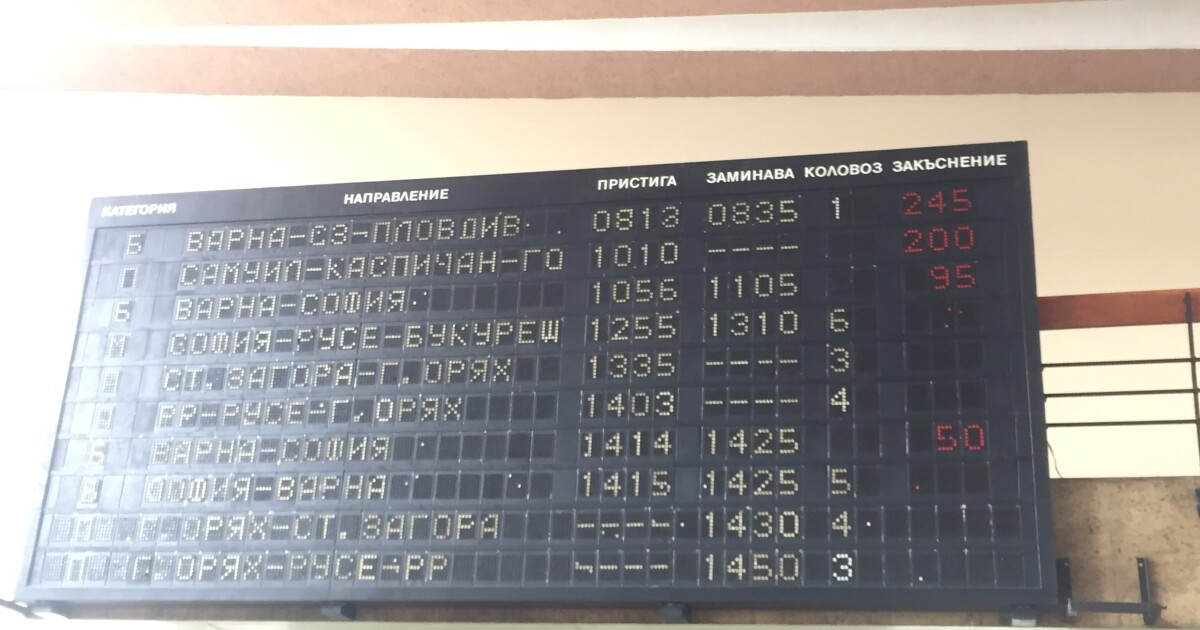 КАТЕГОРИЯ НАПРАВЛЕНИЕ ПРИСТИГА ЗАМИНАВА КОЛОВОЗ ЗАКЪСНЕНИЕ
Б ВАРНА-СЗ-ПЛОВДИВ 0813 0835 1 245
САМУИЛ-КАСПИЧАН-ГО 1010 ---- 200
Б ВАРНА-СОФИЯ 1056 1105 95
СОФИЯ-РУСЕ-БУКУРЕЩ 1255 1310 6
СТ.ЗАГОРА-Г.ОРЯХ 1335 ---- 3
РР-РУСЕ-Г.ОРЯХ 1403 ---- 4
Б ВАРНА-СОФИЯ 1414 1425 50
СОФИЯ-ВАРНА 1415 1425 5
П Г.ОРЯХ-СТ.ЗАГОРА ---- 1430 4
П Г.ОРЯХ-РУСЕ-РР ---- 1450 3